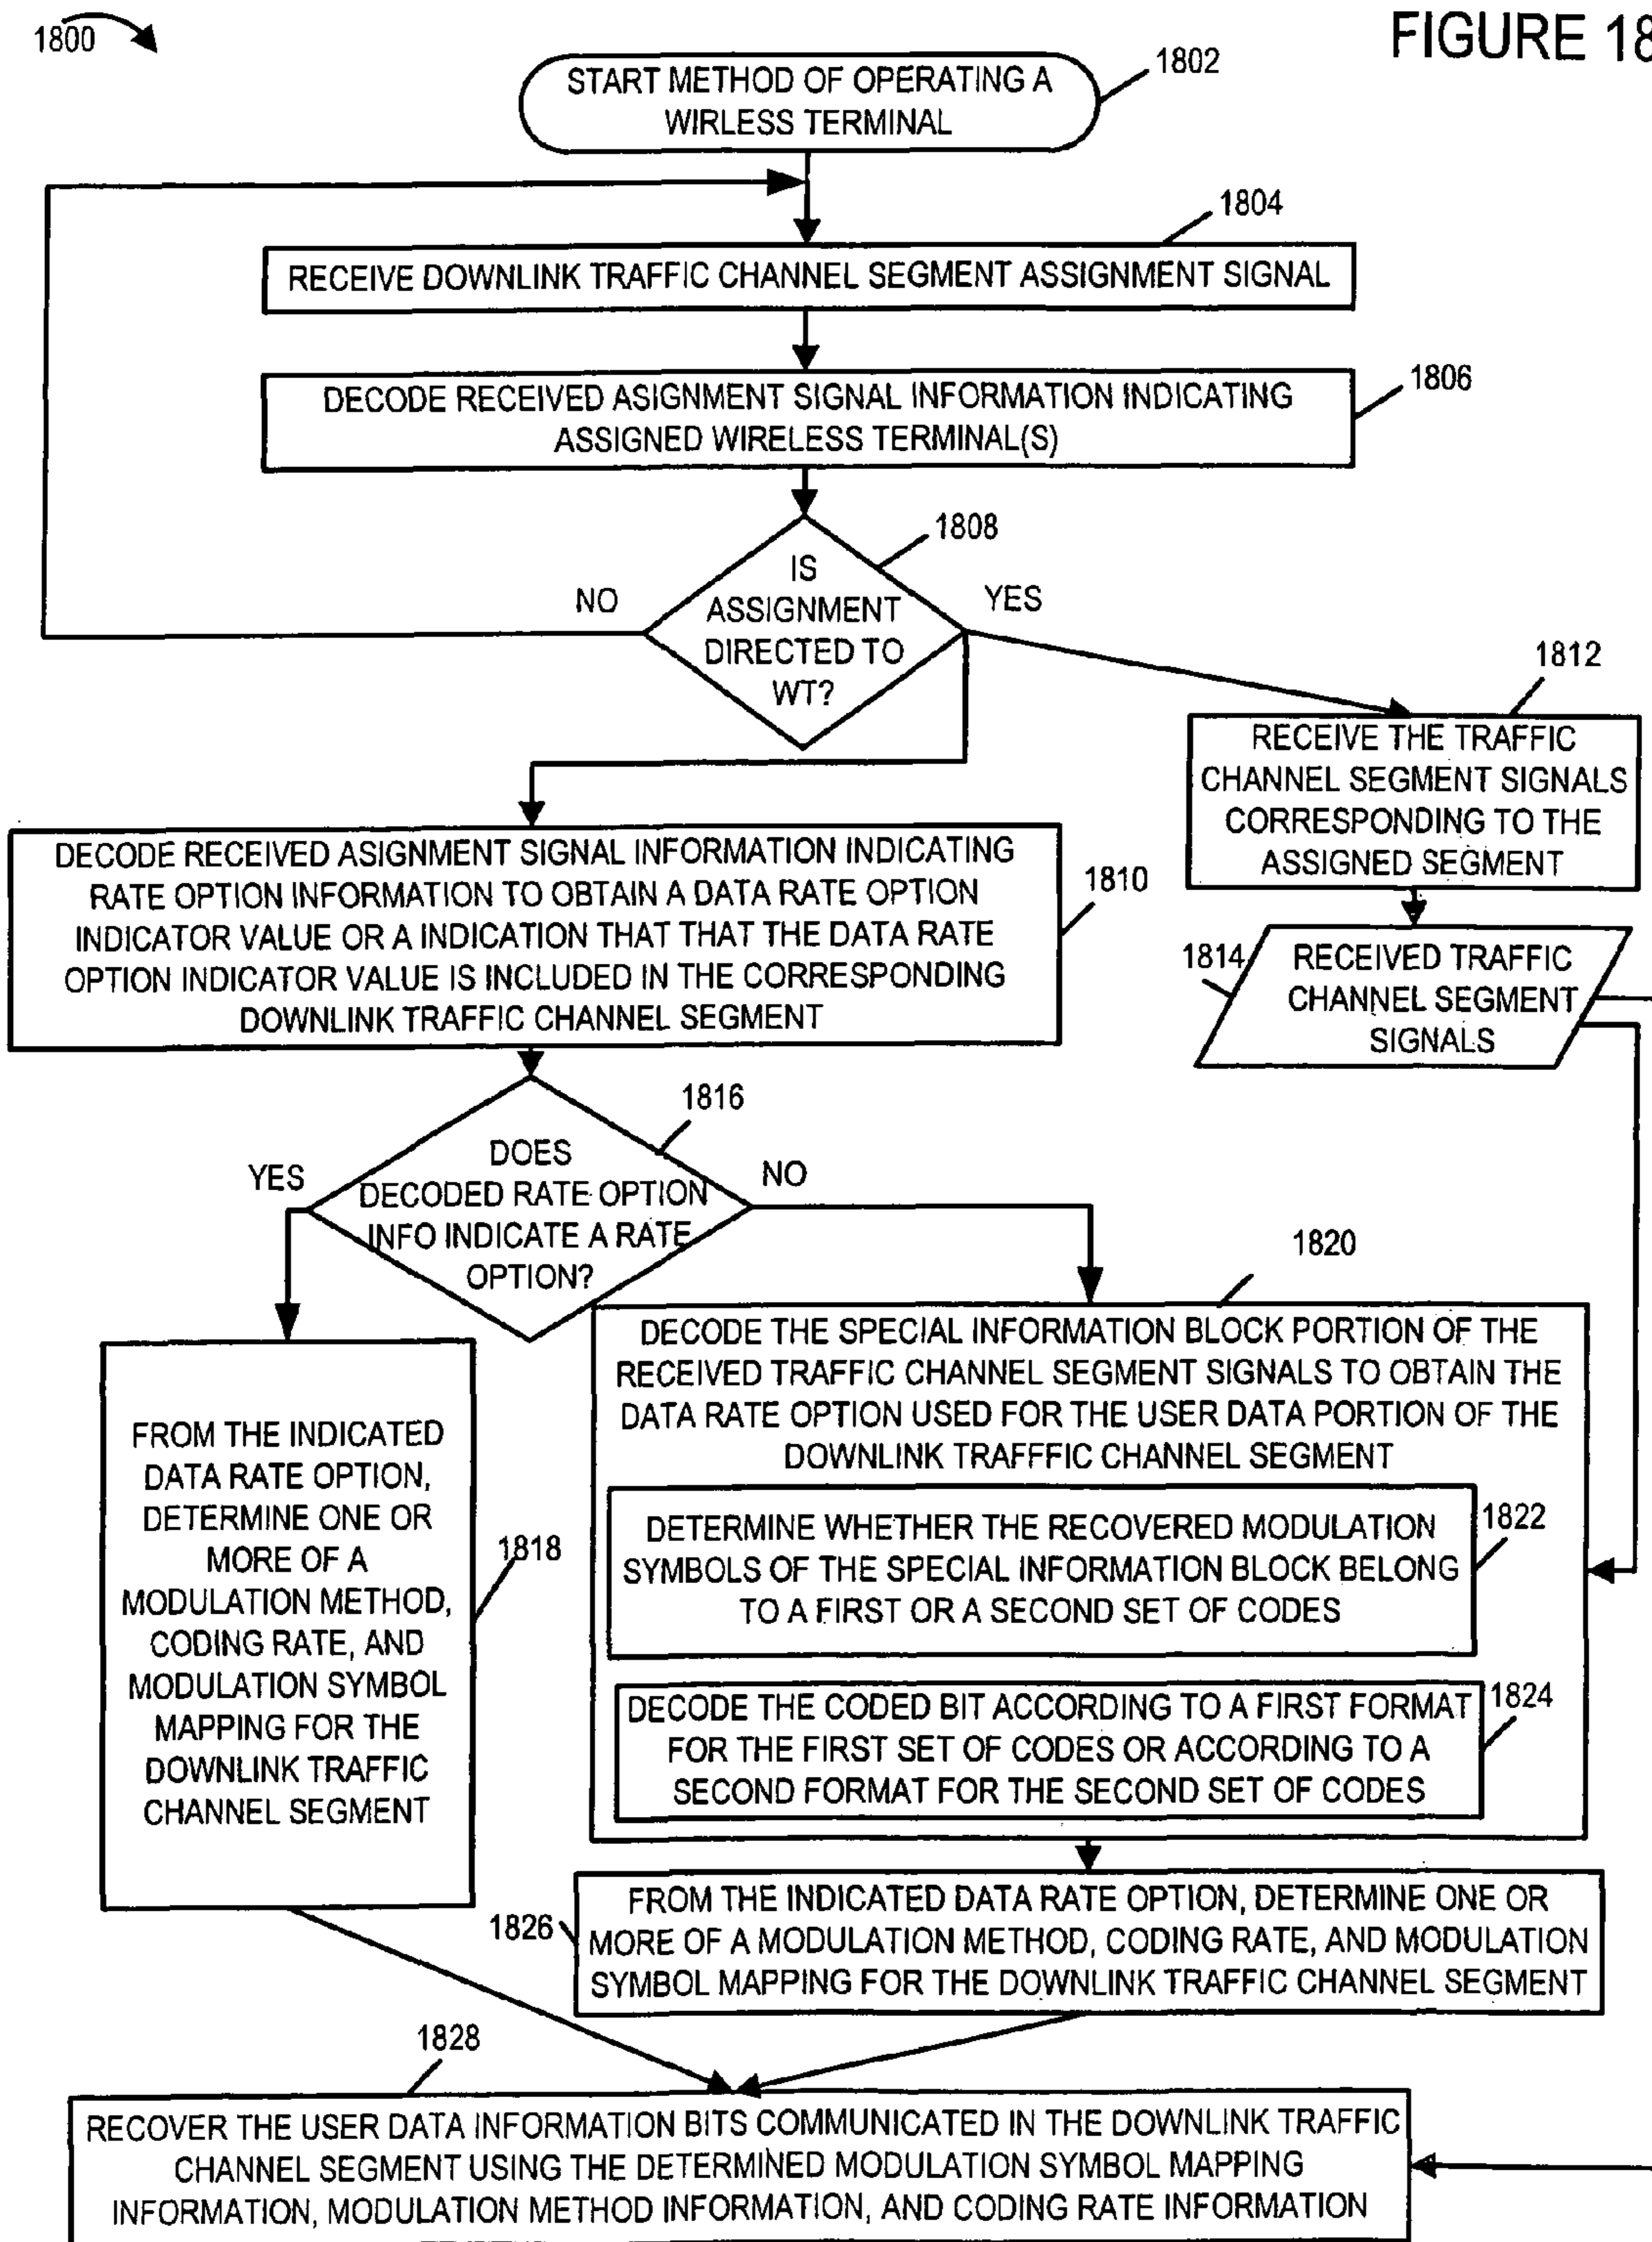 1800
FIGURE 18
START METHOD OF OPERATING A
WIRLESS TERMINAL
1802
1804
RECEIVE DOWNLINK TRAFFIC CHANNEL SEGMENT ASSIGNMENT SIGNAL
DECODE RECEIVED ASIGNMENT SIGNAL INFORMATION INDICATING
ASSIGNED WIRELESS TERMINAL(S)
1806
1808
IS
ASSIGNMENT
DIRECTED TO
WT?
NO
YES
1812
RECEIVE THE TRAFFIC
CHANNEL SEGMENT SIGNALS
CORRESPONDING TO THE
ASSIGNED SEGMENT
DECODE RECEIVED ASIGNMENT SIGNAL INFORMATION INDICATING
RATE OPTION INFORMATION TO OBTAIN A DATA RATE OPTION
INDICATOR VALUE OR A INDICATION THAT THAT THE DATA RATE
OPTION INDICATOR VALUE IS INCLUDED IN THE CORRESPONDING
DOWNLINK TRAFFIC CHANNEL SEGMENT
1810
1814
RECEIVED TRAFFIC
CHANNEL SEGMENT
SIGNALS
1816
DOES
DECODED RATE OPTION
INFO INDICATE A RATE
OPTION?
YES
NO
1820
DECODE THE SPECIAL INFORMATION BLOCK PORTION OF THE
RECEIVED TRAFFIC CHANNEL SEGMENT SIGNALS TO OBTAIN THE
DATA RATE OPTION USED FOR THE USER DATA PORTION OF THE
DOWNLINK TRAFFFIC CHANNEL SEGMENT
FROM THE INDICATED
DATA RATE OPTION,
DETERMINE ONE OR
MORE OF A
MODULATION METHOD,
CODING RATE, AND
MODULATION SYMBOL
MAPPING FOR THE
DOWNLINK TRAFFIC
CHANNEL SEGMENT
1818
DETERMINE WHETHER THE RECOVERED MODULATION
SYMBOLS OF THE SPECIAL INFORMATION BLOCK BELONG
TO A FIRST OR A SECOND SET OF CODES
1822
DECODE THE CODED BIT ACCORDING TO A FIRST FORMAT
FOR THE FIRST SET OF CODES OR ACCORDING TO A
SECOND FORMAT FOR THE SECOND SET OF CODES
1824
1826
FROM THE INDICATED DATA RATE OPTION, DETERMINE ONE OR
MORE OF A MODULATION METHOD, CODING RATE, AND MODULATION
SYMBOL MAPPING FOR THE DOWNLINK TRAFFIC CHANNEL SEGMENT
1828
RECOVER THE USER DATA INFORMATION BITS COMMUNICATED IN THE DOWNLINK TRAFFIC
CHANNEL SEGMENT USING THE DETERMINED MODULATION SYMBOL MAPPING
INFORMATION, MODULATION METHOD INFORMATION, AND CODING RATE INFORMATION